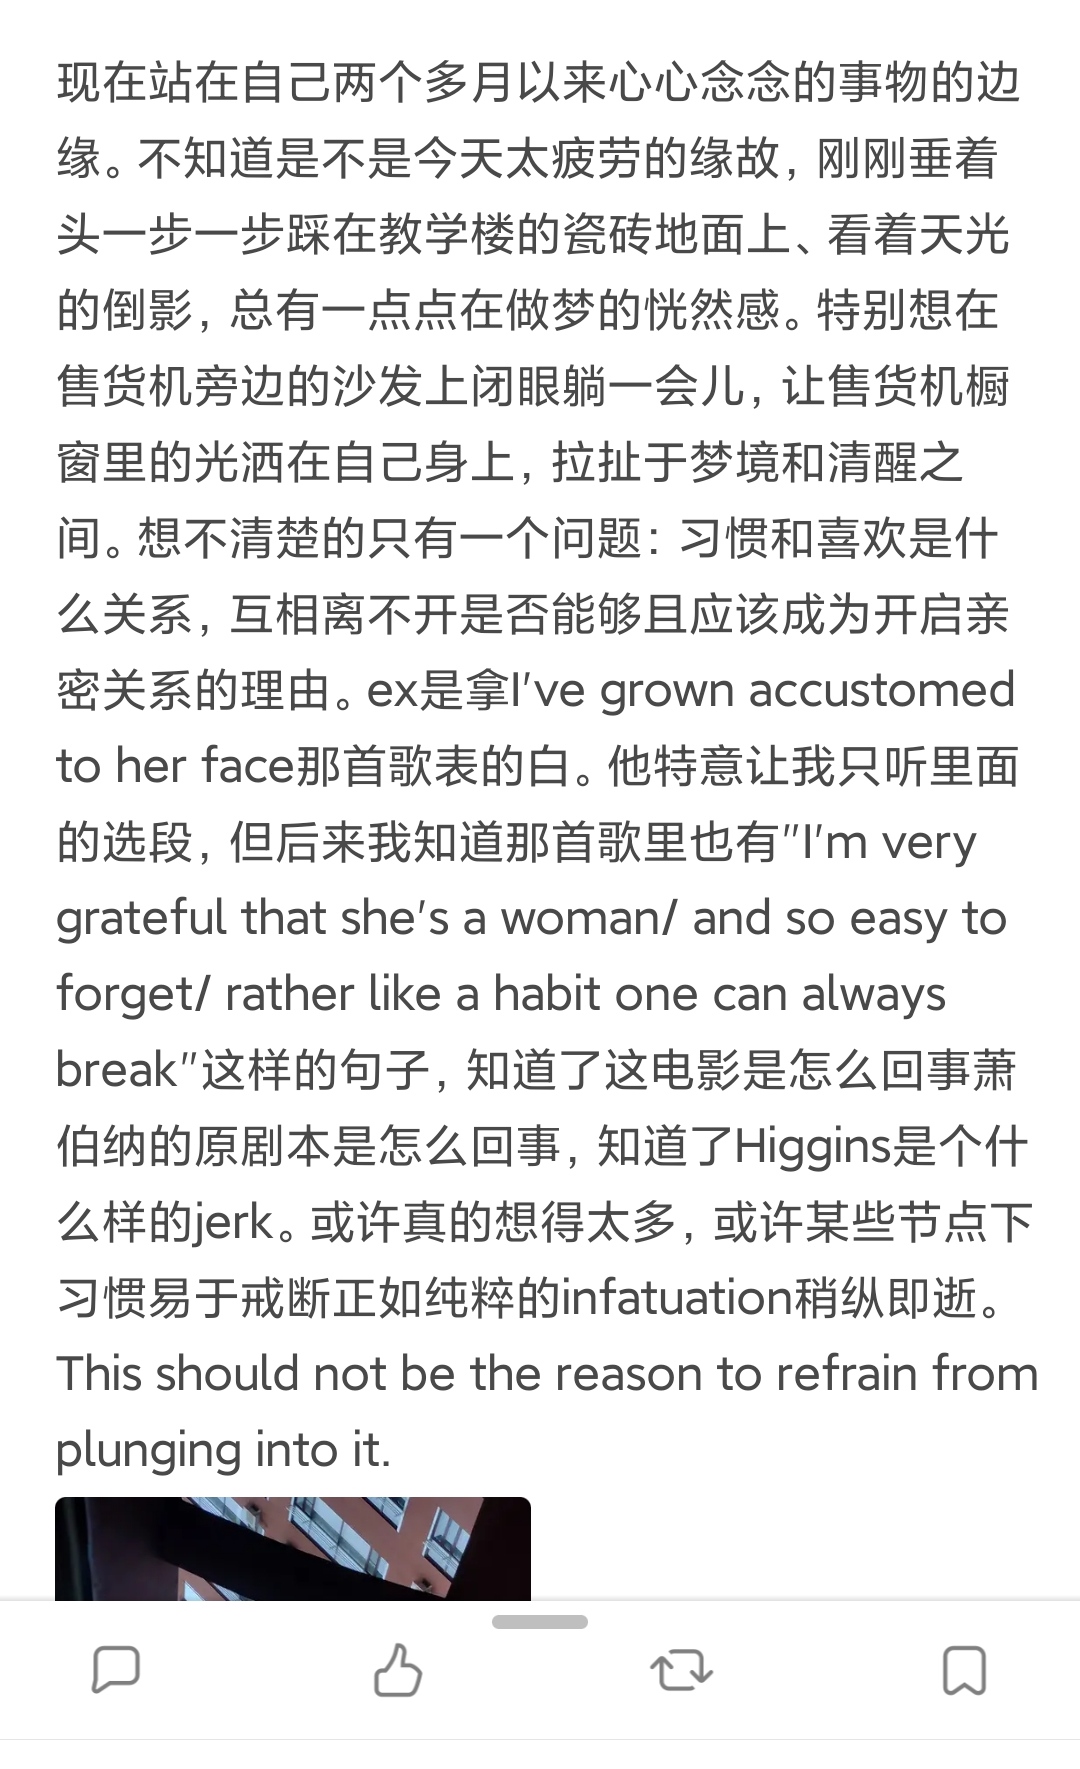 现在站在自己两个多月以来心心念念的事物的边
缘。不知道是不是今天太疲劳的缘故，刚刚垂着
头一步一步踩在教学楼的瓷砖地面上、看着天光
的倒影，总有一点点在做梦的恍然感。特别想在
售货机旁边的沙发上闭眼躺一会儿，让售货机橱
窗里的光洒在自己身上，拉扯于梦境和清醒之
间。想不清楚的只有一个问题：习惯和喜欢是什
么关系，互相离不开是否能够且应该成为开启亲
密关系的理由。ex是拿I've grown accustomed
to her face那首歌表的白。他特意让我只听里面
的选段，但后来我知道那首歌里也有"I'm very
grateful that she's a woman/ and so easy to
forget/ rather like a habit one can always
break"这样的句子，知道了这电影是怎么回事萧
伯纳的原剧本是怎么回事，知道了Higgins是个什
么样的jerk。或许真的想得太多，或许某些节点下
习惯易于戒断正如纯粹的infatuation稍纵即逝。
This should not be the reason to refrain from
plunging into it.